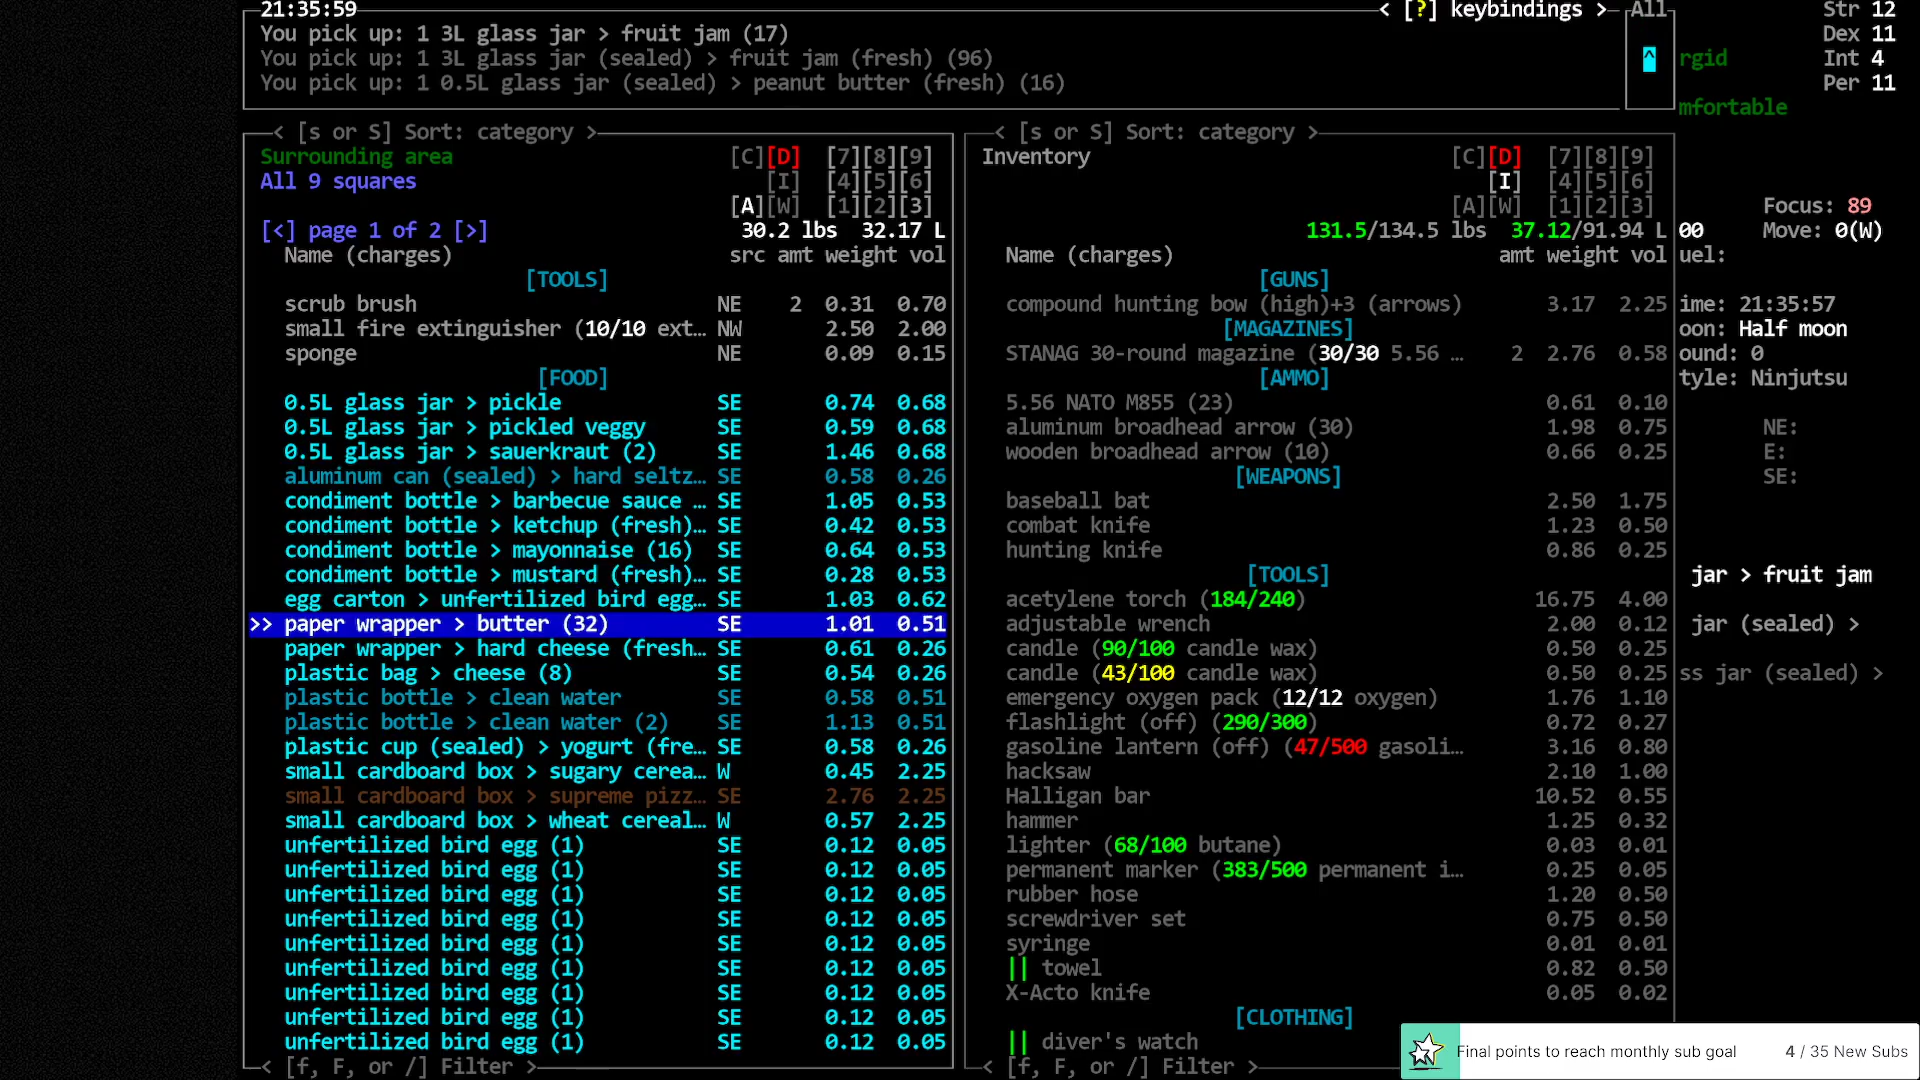 21:35:59
< [?] keybindings >
You pick up: 1 3L glass jar > fruit jam (17)
You pick up: 1 3L glass jar (sealed) > fruit jam (fresh) (96)
You pick up: 1 0.5L glass jar (sealed) > peanut butter (fresh) (16)
All
^
Str 12
Dex 11
rgid
Int 4
Per 11
mfortable
< [s or S] Sort: category >
Surrounding area
[C][D] [7][8][9]
All 9 squares
[I] [4][5][6]
[A][W] [1][2][3]
[<] page 1 of 2 [>]
30.2 lbs 32.17 L
Name (charges) src amt weight vol
[TOOLS]
scrub brush NE 2 0.31 0.70
small fire extinguisher (10/10 ext… NW 2.50 2.00
sponge NE 0.09 0.15
[FOOD]
0.5L glass jar > pickle SE 0.74 0.68
0.5L glass jar > pickled veggy SE 0.59 0.68
0.5L glass jar > sauerkraut (2) SE 1.46 0.68
aluminum can (sealed) > hard seltz… SE 0.58 0.26
condiment bottle > barbecue sauce … SE 1.05 0.53
condiment bottle > ketchup (fresh)… SE 0.42 0.53
condiment bottle > mayonnaise (16) SE 0.64 0.53
condiment bottle > mustard (fresh)… SE 0.28 0.53
egg carton > unfertilized bird egg… SE 1.03 0.62
>> paper wrapper > butter (32) SE 1.01 0.51
paper wrapper > hard cheese (fresh… SE 0.61 0.26
plastic bag > cheese (8) SE 0.54 0.26
plastic bottle > clean water SE 0.58 0.51
plastic bottle > clean water (2) SE 1.13 0.51
plastic cup (sealed) > yogurt (fre… SE 0.58 0.26
small cardboard box > sugary cerea… W 0.45 2.25
small cardboard box > supreme pizz… SE 2.76 2.25
small cardboard box > wheat cereal… W 0.57 2.25
unfertilized bird egg (1) SE 0.12 0.05
unfertilized bird egg (1) SE 0.12 0.05
unfertilized bird egg (1) SE 0.12 0.05
unfertilized bird egg (1) SE 0.12 0.05
unfertilized bird egg (1) SE 0.12 0.05
unfertilized bird egg (1) SE 0.12 0.05
unfertilized bird egg (1) SE 0.12 0.05
unfertilized bird egg (1) SE 0.12 0.05
unfertilized bird egg (1) SE 0.12 0.05
< [f, F, or /] Filter >
< [s or S] Sort: category >
Inventory
[C][D] [7][8][9]
[I] [4][5][6]
[A][W] [1][2][3]
131.5/134.5 lbs 37.12/91.94 L
Name (charges) amt weight vol
[GUNS]
compound hunting bow (high)+3 (arrows) 3.17 2.25
[MAGAZINES]
STANAG 30-round magazine (30/30 5.56 … 2 2.76 0.58
[AMMO]
5.56 NATO M855 (23) 0.61 0.10
aluminum broadhead arrow (30) 1.98 0.75
wooden broadhead arrow (10) 0.66 0.25
[WEAPONS]
baseball bat 2.50 1.75
combat knife 1.23 0.50
hunting knife 0.86 0.25
[TOOLS]
acetylene torch (184/240) 16.75 4.00
adjustable wrench 2.00 0.12
candle (90/100 candle wax) 0.50 0.25
candle (43/100 candle wax) 0.50 0.25
emergency oxygen pack (12/12 oxygen) 1.76 1.10
flashlight (off) (290/300) 0.72 0.27
gasoline lantern (off) (47/500 gasoli… 3.16 0.80
hacksaw 2.10 1.00
Halligan bar 10.52 0.55
hammer 1.25 0.32
lighter (68/100 butane) 0.03 0.01
permanent marker (383/500 permanent i… 0.25 0.05
rubber hose 1.20 0.50
screwdriver set 0.75 0.50
syringe 0.01 0.01
|| towel 0.82 0.50
X-Acto knife 0.05 0.02
[CLOTHING]
|| diver's watch
< [f, F, or /] Filter >
Focus: 89
00 Move: 0(W)
uel:
ime: 21:35:57
oon: Half moon
ound: 0
tyle: Ninjutsu
NE:
E:
SE:
jar > fruit jam
jar (sealed) >
ss jar (sealed) >
Final points to reach monthly sub goal 4 / 35 New Subs